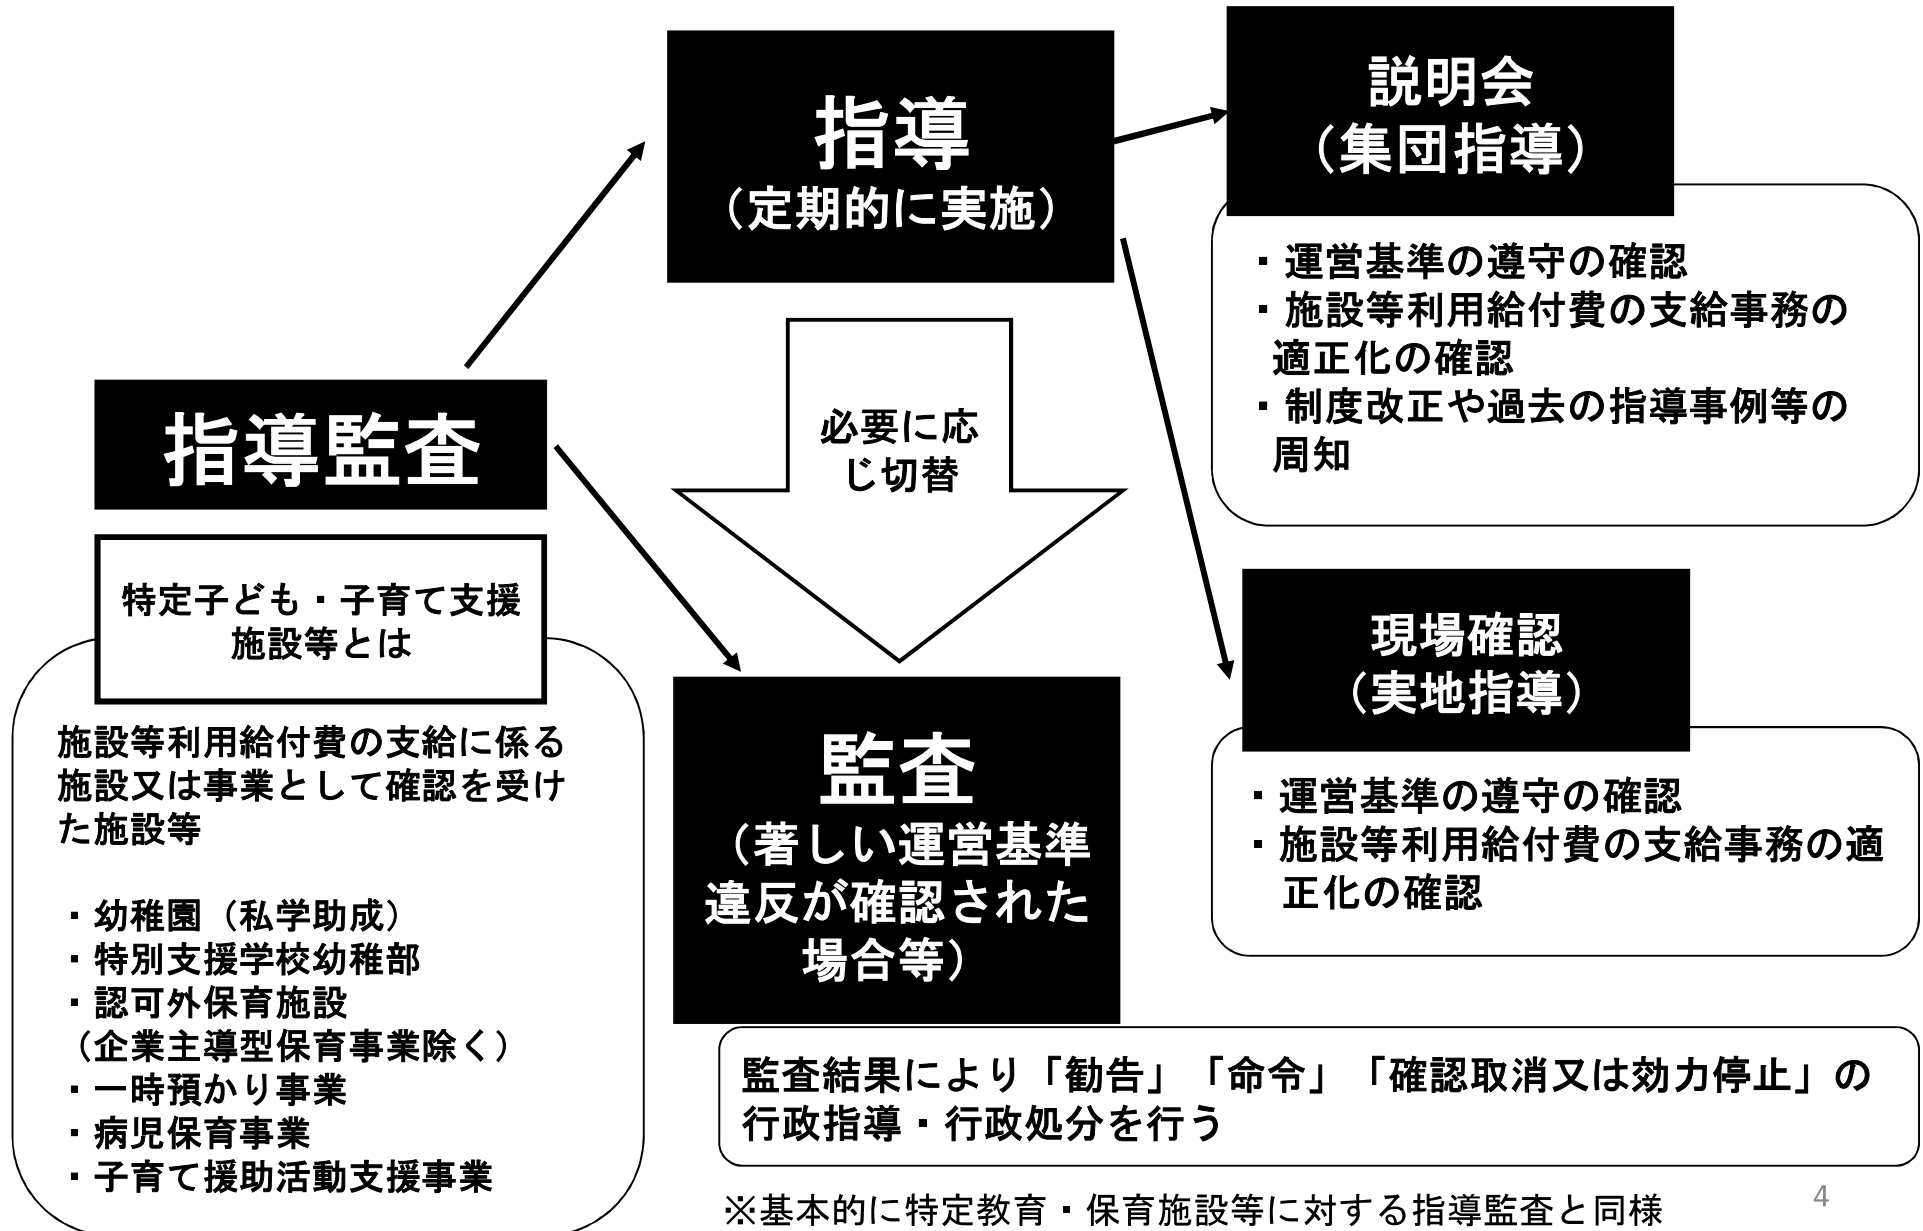 指導監査
特定子ども・子育て支援
施設等とは
施設等利用給付費の支給に係る
施設又は事業として確認を受け
た施設等
・幼稚園（私学助成）
・特別支援学校幼稚部
・認可外保育施設
（企業主導型保育事業除く）
・一時預かり事業
・病児保育事業
・子育て援助活動支援事業
指導
（定期的に実施）
必要に応
じ切替
監査
（著しい運営基準
違反が確認された
場合等）
説明会
（集団指導）
・運営基準の遵守の確認
・施設等利用給付費の支給事務の
適正化の確認
・制度改正や過去の指導事例等の
周知
現場確認
（実地指導）
・運営基準の遵守の確認
・施設等利用給付費の支給事務の適
正化の確認
監査結果により「勧告」「命令」「確認取消又は効力停止」の
行政指導・行政処分を行う
※基本的に特定教育・保育施設等に対する指導監査と同様
4